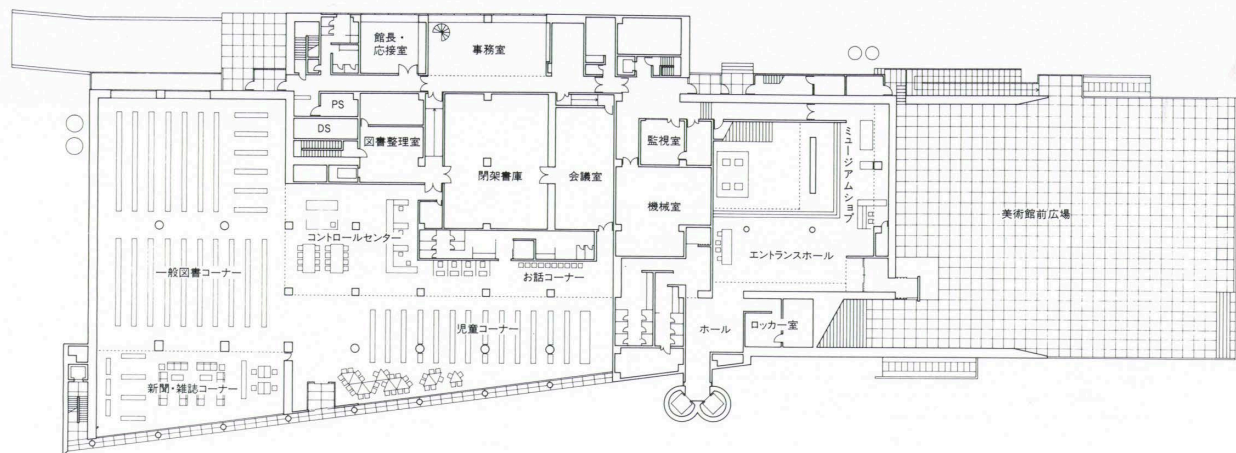 館長・
応接室
事務室
PS
DS
図書整理室
閉架書庫
会議室
監視室
機械室
ミュージアムショップ
美術館前広場
コントロールセンター
エントランスホール
一般図書コーナー
お話コーナー
児童コーナー
ホール
ロッカー室
新聞・雑誌コーナー